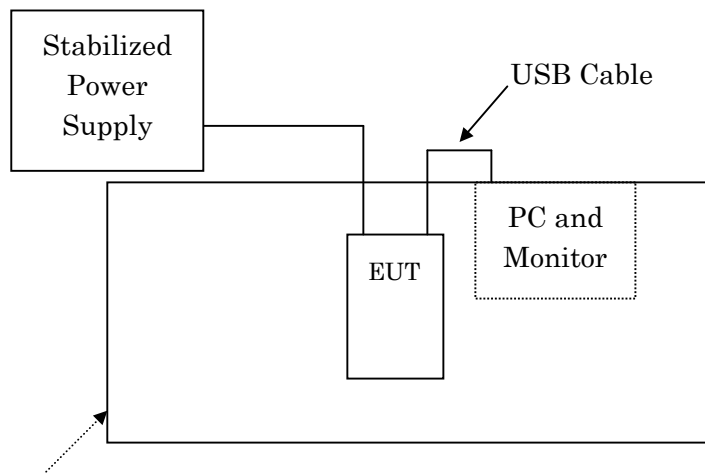 Stabilized
Power
Supply
USB Cable
PC and
Monitor
EUT